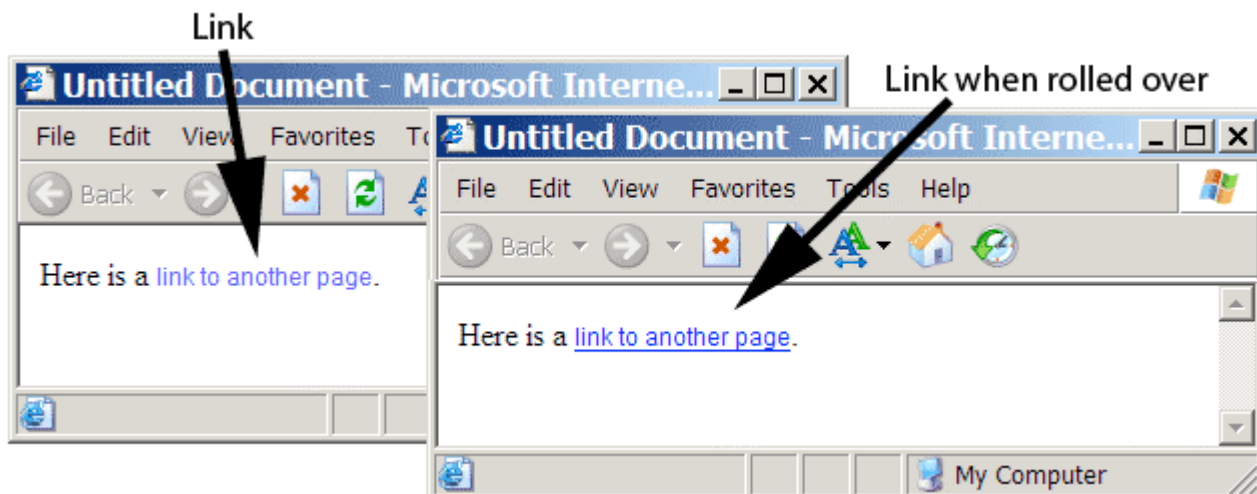 Link
Untitled Document - Microsoft Interne...
File Edit View Favorites To
Back
Here is a link to another page.
Link when rolled over
Untitled Document - Microsoft Interne...
File Edit View Favorites Tools Help
Back
Here is a link to another page.
My Computer